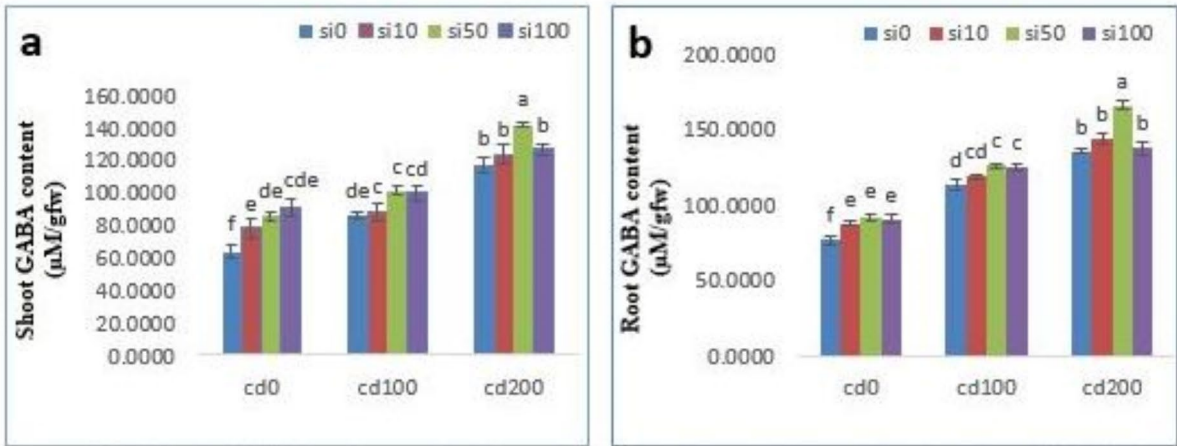 a
si0 si10 si50 si100
Shoot GABA content
(µM/gfw)
160.0000
140.0000
120.0000
100.0000
80.0000
60.0000
40.0000
20.0000
0.0000
f e de cde
de c c cd
b b a b
cd0 cd100 cd200
b
si0 si10 si50 si100
Root GABA content
(µM/gfw)
200.0000
150.0000
100.0000
50.0000
0.0000
f e e e
d cd c c
b b a b
cd0 cd100 cd200